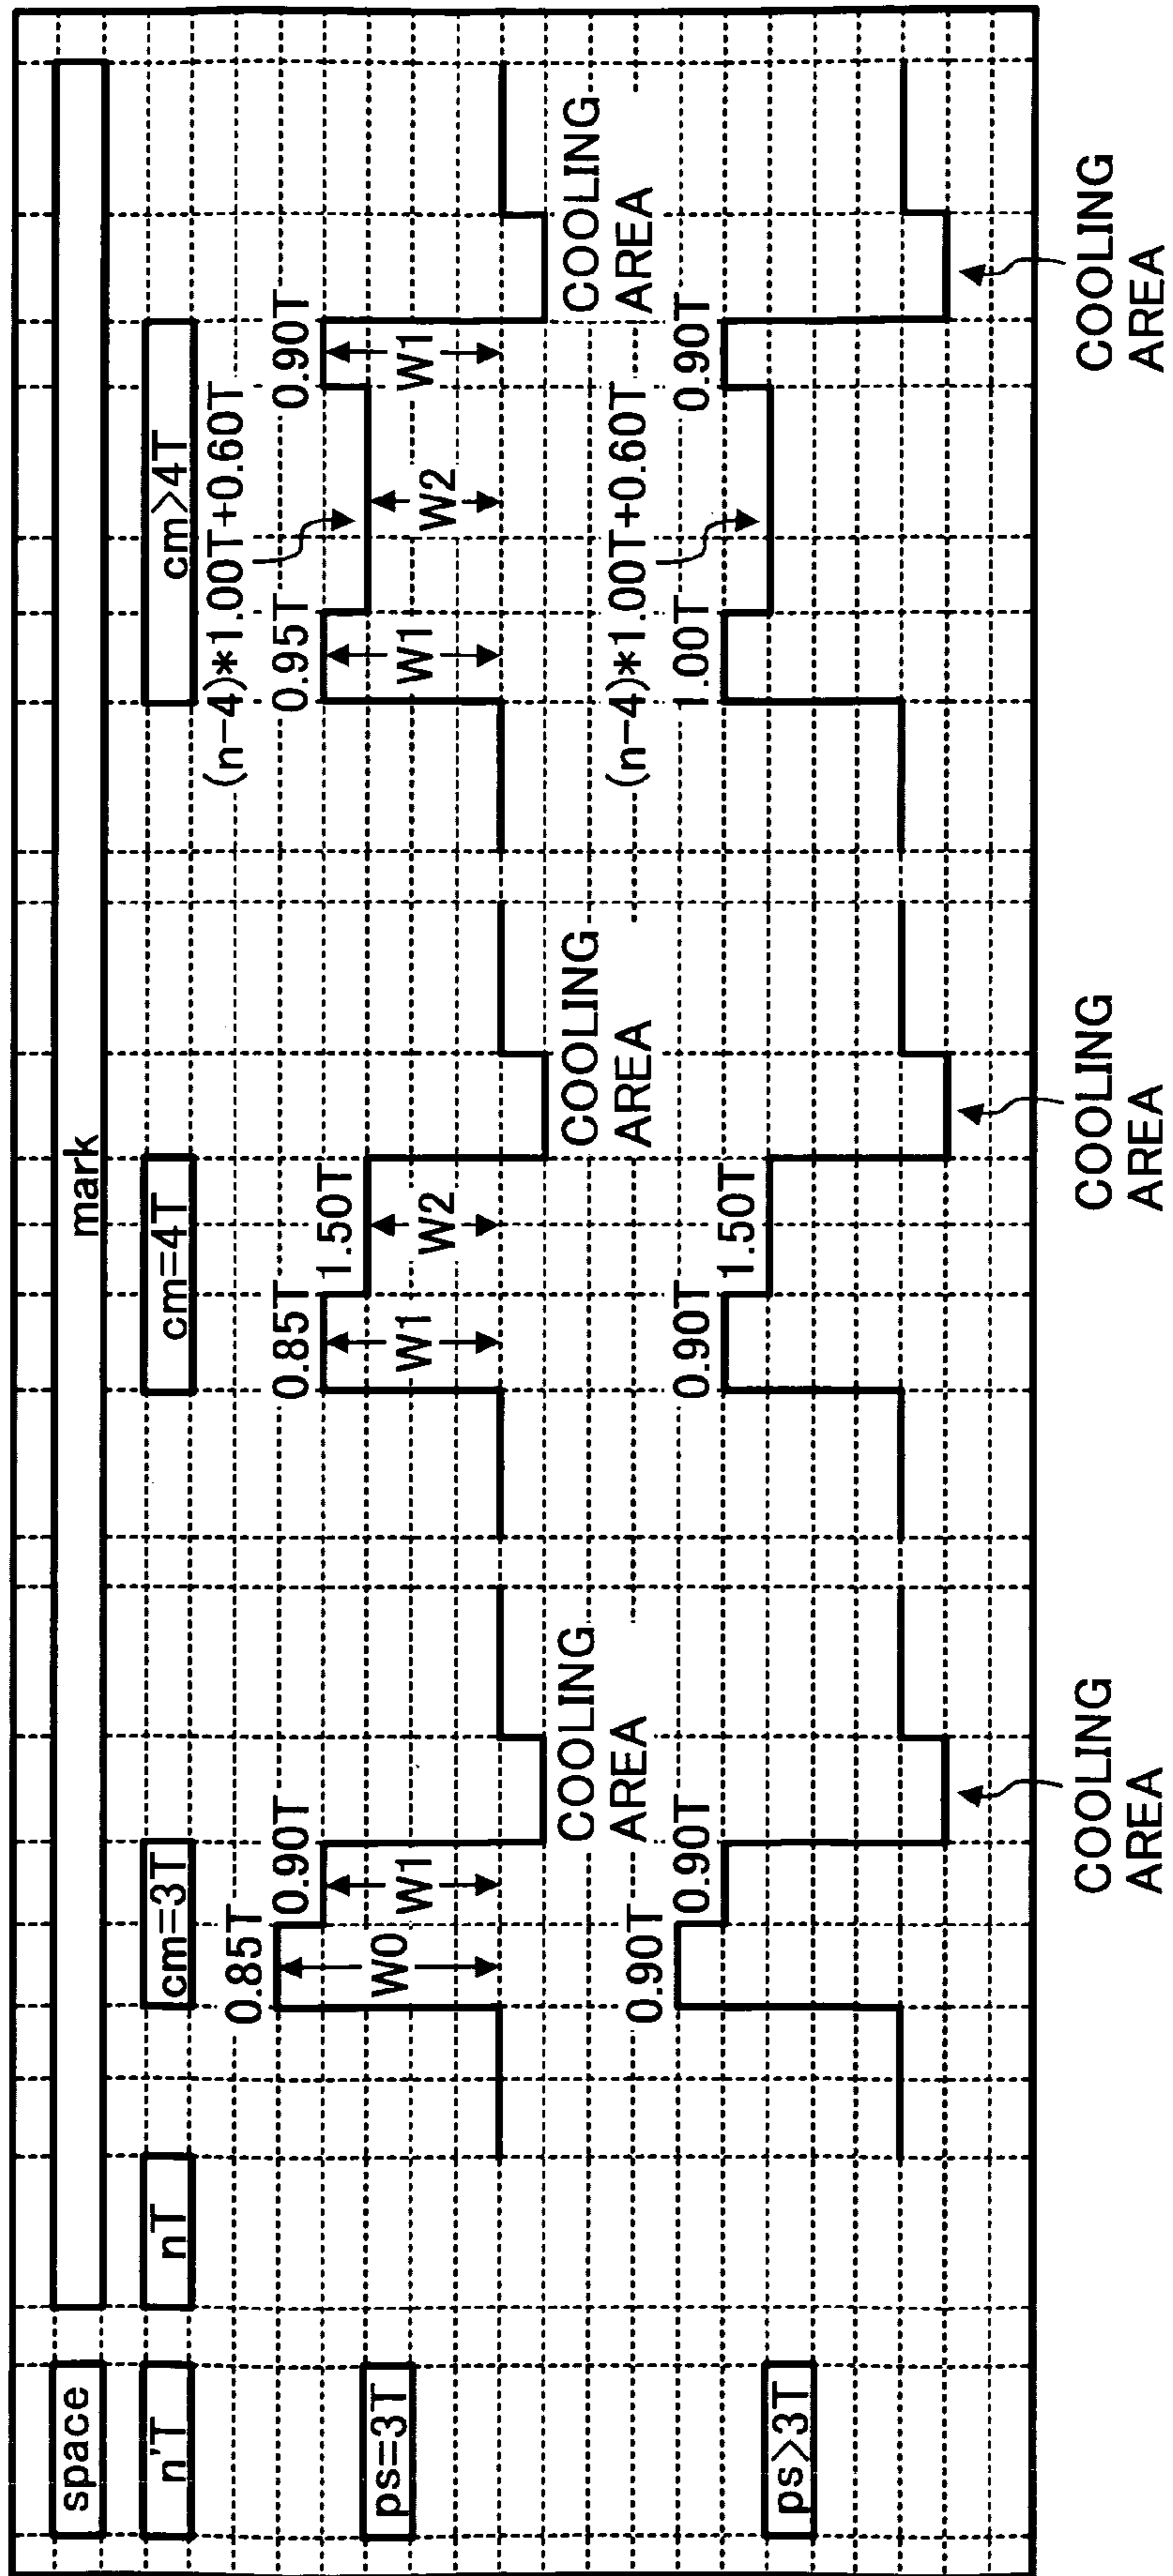 space
mark
n'T
nT
cm=3T
cm=4T
cm>4T
ps=3T
0.85T
0.90T
W0
W1
COOLING
AREA
0.85T
1.50T
W1
W2
COOLING
AREA
0.95T
(n-4)*1.00T+0.60T
0.90T
W1
W2
W1
COOLING
AREA
ps>3T
0.90T
0.90T
COOLING
AREA
0.90T
1.50T
COOLING
AREA
1.00T
(n-4)*1.00T+0.60T
0.90T
COOLING
AREA